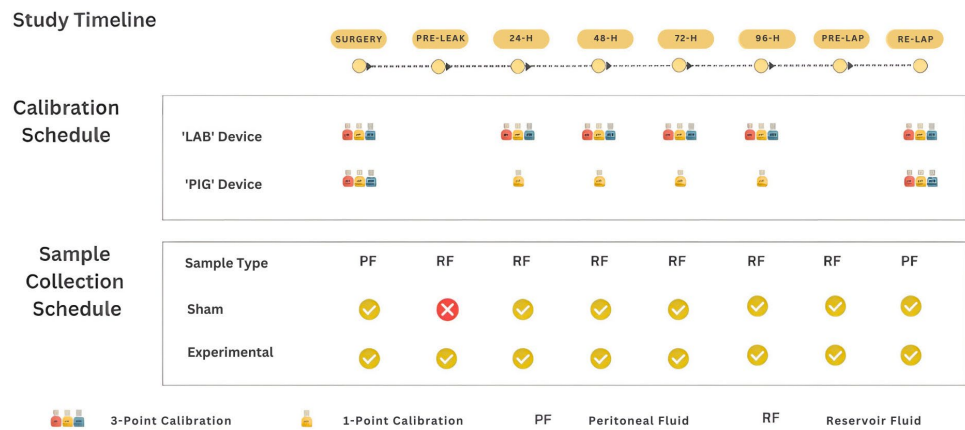 Study Timeline
SURGERY PRE-LEAK 24-H 48-H 72-H 96-H PRE-LAP RE-LAP
Calibration
Schedule
'LAB' Device
'PIG' Device
Sample
Collection
Schedule
Sample Type PF RF RF RF RF RF RF PF
Sham
Experimental
3-Point Calibration 1-Point Calibration PF Peritoneal Fluid RF Reservoir Fluid